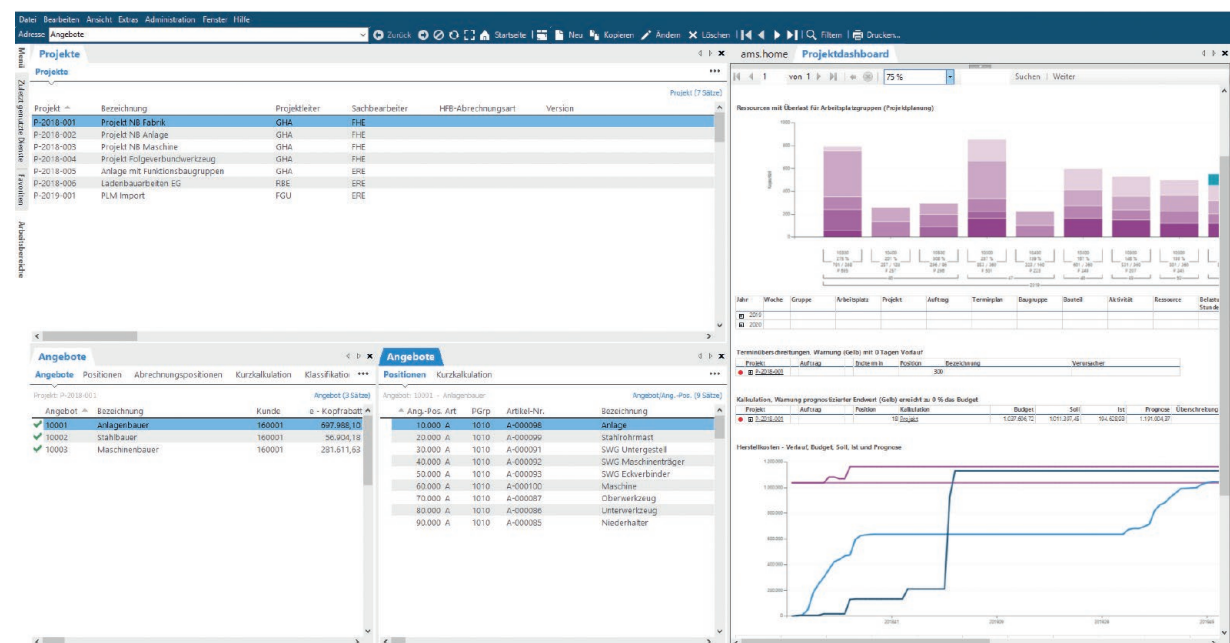 Datei Bearbeiten Ansicht Extras Administration Fenster Hilfe
Adresse Angebote Zurück Startseite Neu Kopieren Ändern Löschen Filtern Drucken...
Menü
Zuletzt genutzte Dienste
Favoriten
Arbeitsbereiche
Projekte
Projekte
Projekt (7 Sätze)
Projekt Bezeichnung Projektleiter Sachbearbeiter HFB-Abrechnungsart Version
P-2018-001 Projekt NB Fabrik GHA FHE
P-2018-002 Projekt NB Anlage GHA FHE
P-2018-003 Projekt NB Maschine GHA FHE
P-2018-004 Projekt Folgeverbundwerkzeug GHA FHE
P-2018-005 Anlage mit Funktionsbaugruppen GHA ERE
P-2018-006 Ladenbauarbeiten EG RBE ERE
P-2019-001 PLM Import FGU ERE
Angebote
Angebote Positionen Abrechnungspositionen Kurzkalkulation Klassifikatio
Projekt: P-2018-001 Angebot (3 Sätze)
Angebot Bezeichnung Kunde e - Kopfrabatt
10001 Anlagenbauer 160001 697.988,10
10002 Stahlbauer 160001 56.904,18
10003 Maschinenbauer 160001 281.611,63
Angebote
Positionen Kurzkalkulation
Angebot: 10001 - Anlagenbauer Angebot/Ang.-Pos. (9 Sätze)
Ang.-Pos. Art PGrp Artikel-Nr. Bezeichnung
10.000 A 1010 A-000098 Anlage
20.000 A 1010 A-000099 Stahlrohrmast
30.000 A 1010 A-000091 SWG Untergestell
40.000 A 1010 A-000092 SWG Maschinenträger
50.000 A 1010 A-000093 SWG Eckverbinder
60.000 A 1010 A-000100 Maschine
70.000 A 1010 A-000087 Oberwerkzeug
80.000 A 1010 A-000086 Unterwerkzeug
90.000 A 1010 A-000085 Niederhalter
ams.home Projektdashboard
1 von 1 75 % Suchen | Weiter
Ressourcen mit Überlast für Arbeitsplatzgruppen (Projektplanung)
Kapazität
Jahr Woche Gruppe Arbeitsplatz Projekt Auftrag Terminplan Baugruppe Bauteil Aktivität Ressource
2019
2020
Terminüberschreitungen, Warnung (Gelb) mit 0 Tagen Vorlauf
Projekt Auftrag Endtermin Position Bezeichnung Verursacher
P-2018-001 300
Kalkulation, Warnung prognostizierter Endwert (Gelb) erreicht zu 0 % das Budget
Projekt Auftrag Position Kalkulation Budget Soll Ist Prognose Überschreitung
P-2018-001 Projekt
Herstellkosten - Verlauf, Budget, Soll, Ist und Prognose